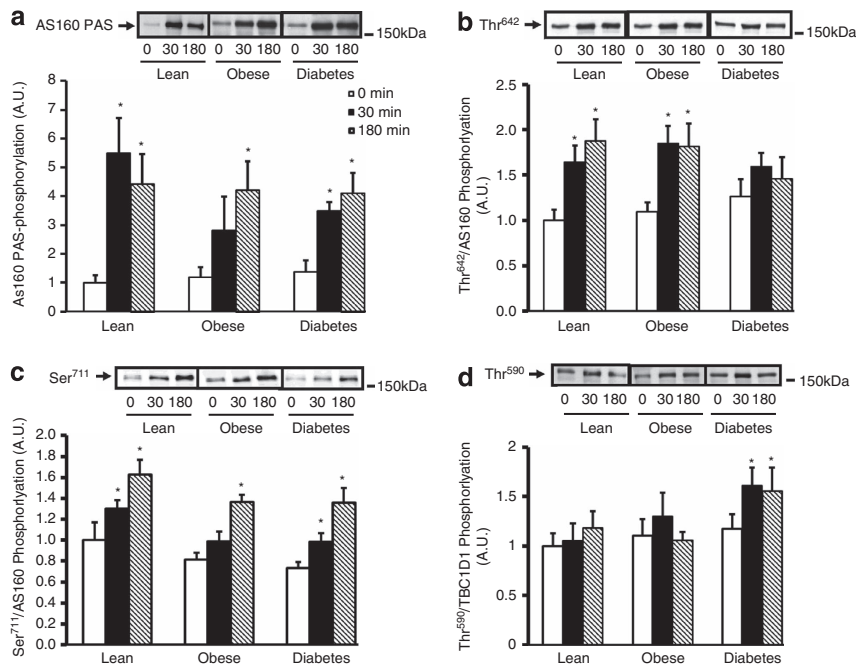 a
AS160 PAS
150kDa
0 30 180 0 30 180 0 30 180
Lean Obese Diabetes
As160 PAS-phosphorylation (A.U.)
8
7
6
5
4
3
2
1
0
0 min
30 min
180 min
* * * * *
Lean Obese Diabetes
b
Thr⁶⁴²
150kDa
0 30 180 0 30 180 0 30 180
Lean Obese Diabetes
Thr⁶⁴²/AS160 Phosphorlyation
(A.U.)
2.5
2.0
1.5
1.0
0.5
0.0
* * * *
Lean Obese Diabetes
c
Ser⁷¹¹
150kDa
0 30 180 0 30 180 0 30 180
Lean Obese Diabetes
Ser⁷¹¹/AS160 Phosphorylation (A.U.)
2.0
1.8
1.6
1.4
1.2
1.0
0.8
0.6
0.4
0.2
0.0
* * * * *
Lean Obese Diabetes
d
Thr⁵⁹⁰
150kDa
0 30 180 0 30 180 0 30 180
Lean Obese Diabetes
Thr⁵⁹⁰/TBC1D1 Phosphorylation
(A.U.)
2
1.5
1
0.5
0
* *
Lean Obese Diabetes